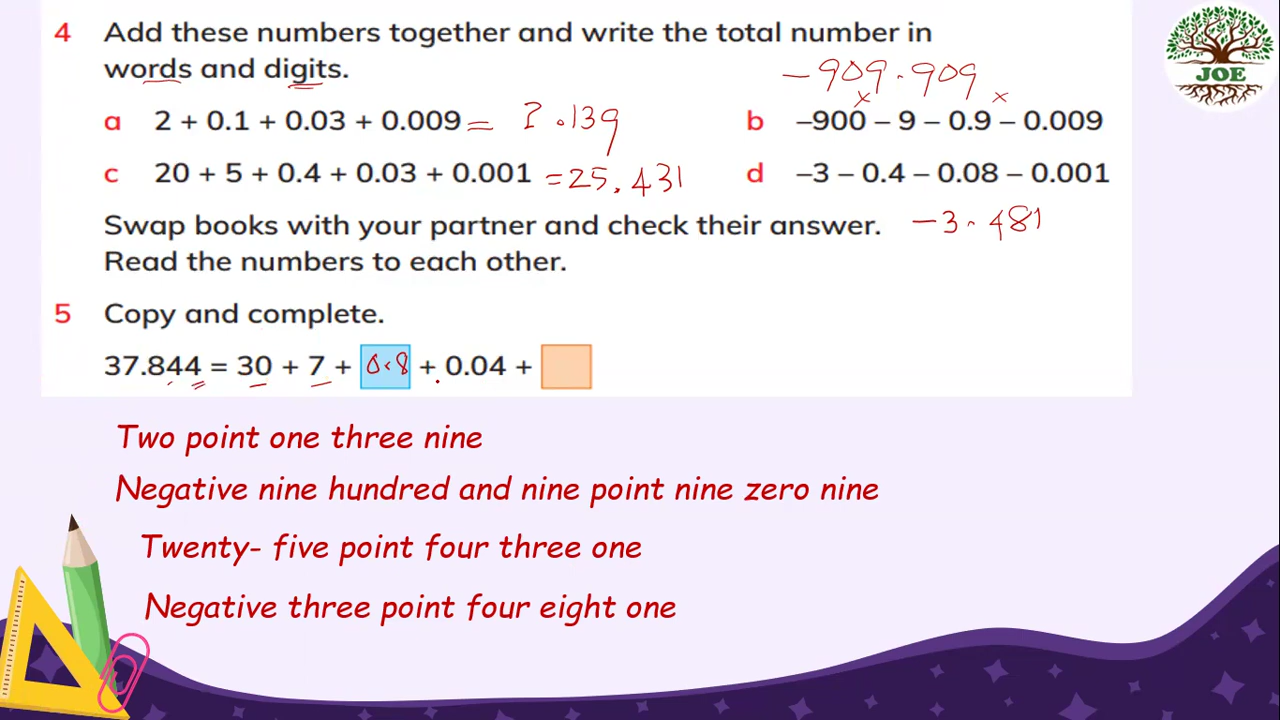 4 Add these numbers together and write the total number in
words and digits.
-909.909
a 2 + 0.1 + 0.03 + 0.009 = 2.139
b –900 – 9 – 0.9 – 0.009
c 20 + 5 + 0.4 + 0.03 + 0.001 = 25.431
d –3 – 0.4 – 0.08 – 0.001
Swap books with your partner and check their answer. -3.481
Read the numbers to each other.
5 Copy and complete.
37.844 = 30 + 7 + 0.8 + 0.04 +
Two point one three nine
Negative nine hundred and nine point nine zero nine
Twenty- five point four three one
Negative three point four eight one
JOE